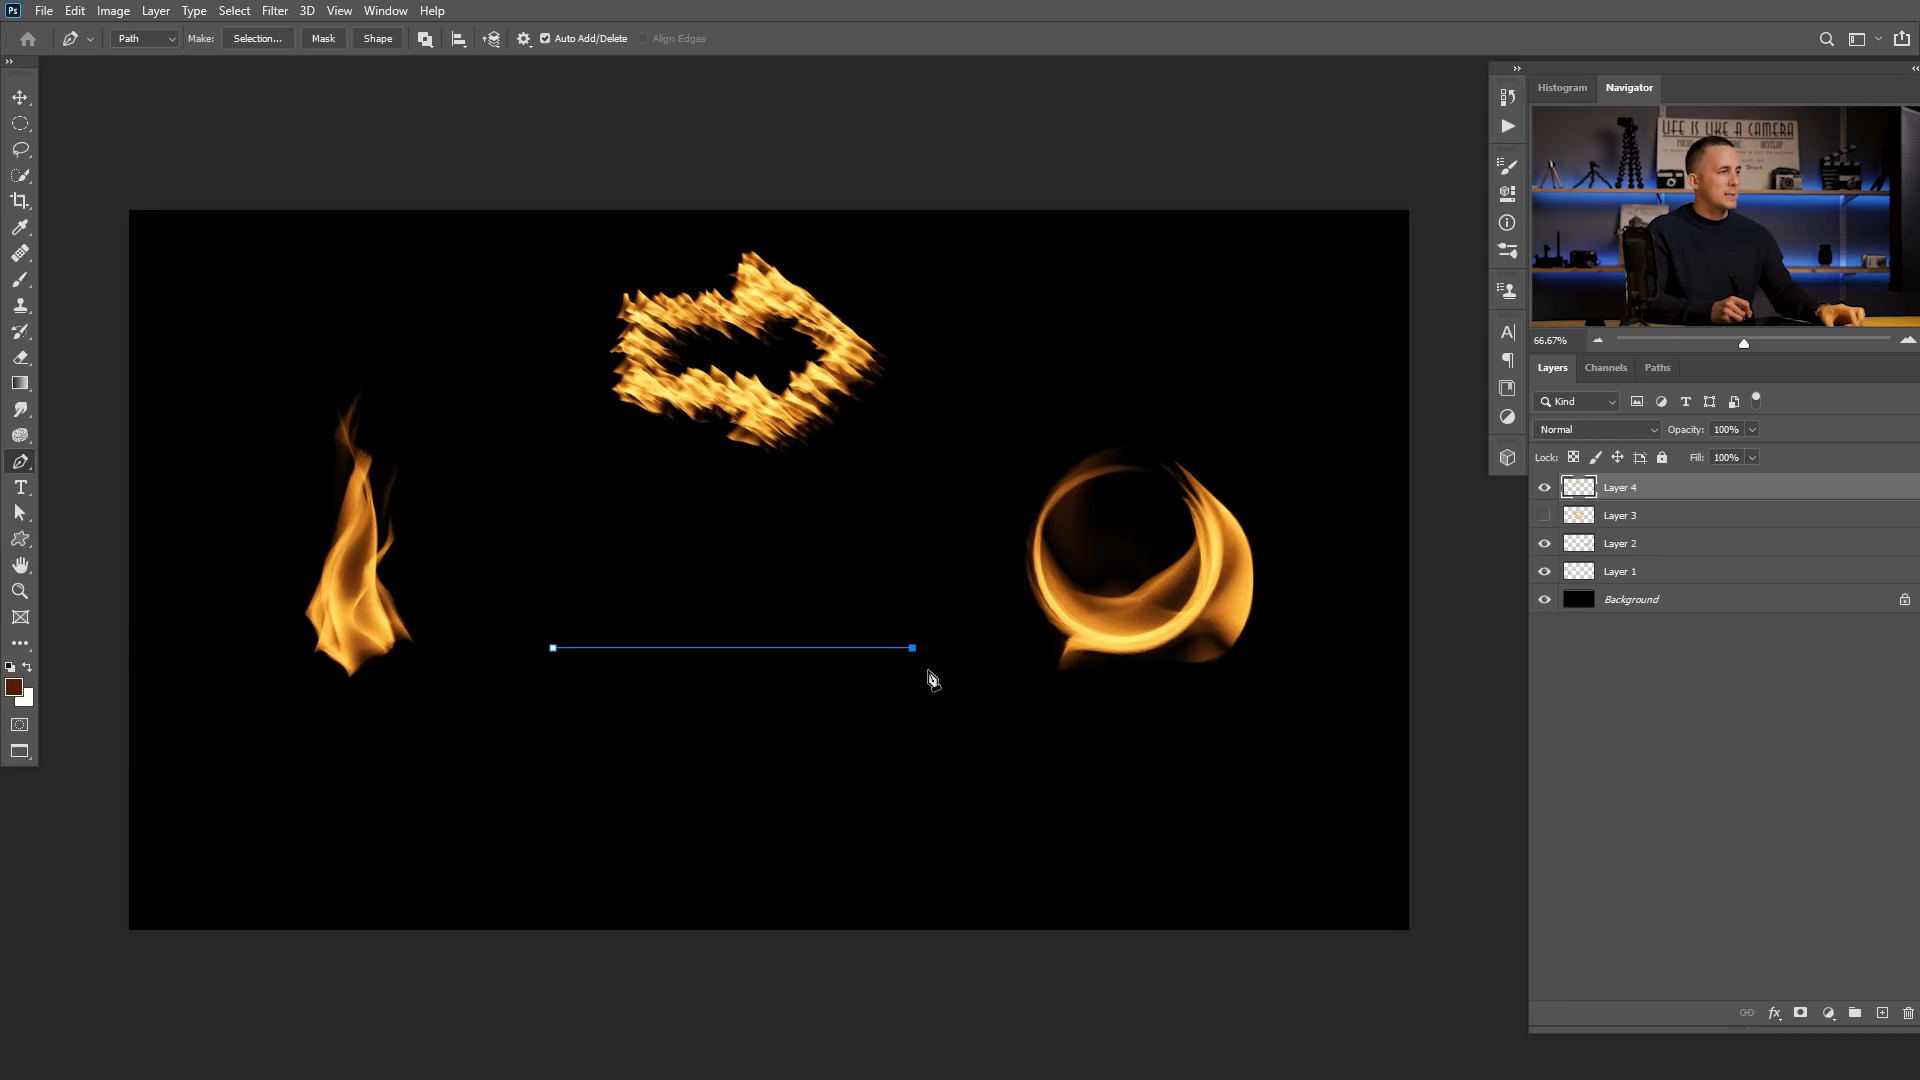 Ps File Edit Image Layer Type Select Filter 3D View Window Help
Path Make: Selection... Mask Shape Auto Add/Delete Align Edges
Histogram Navigator
LIFE IS LIKE A CAMERA
66.67%
Layers Channels Paths
Kind
Normal Opacity: 100%
Lock: Fill: 100%
Layer 4
Layer 3
Layer 2
Layer 1
Background
fx